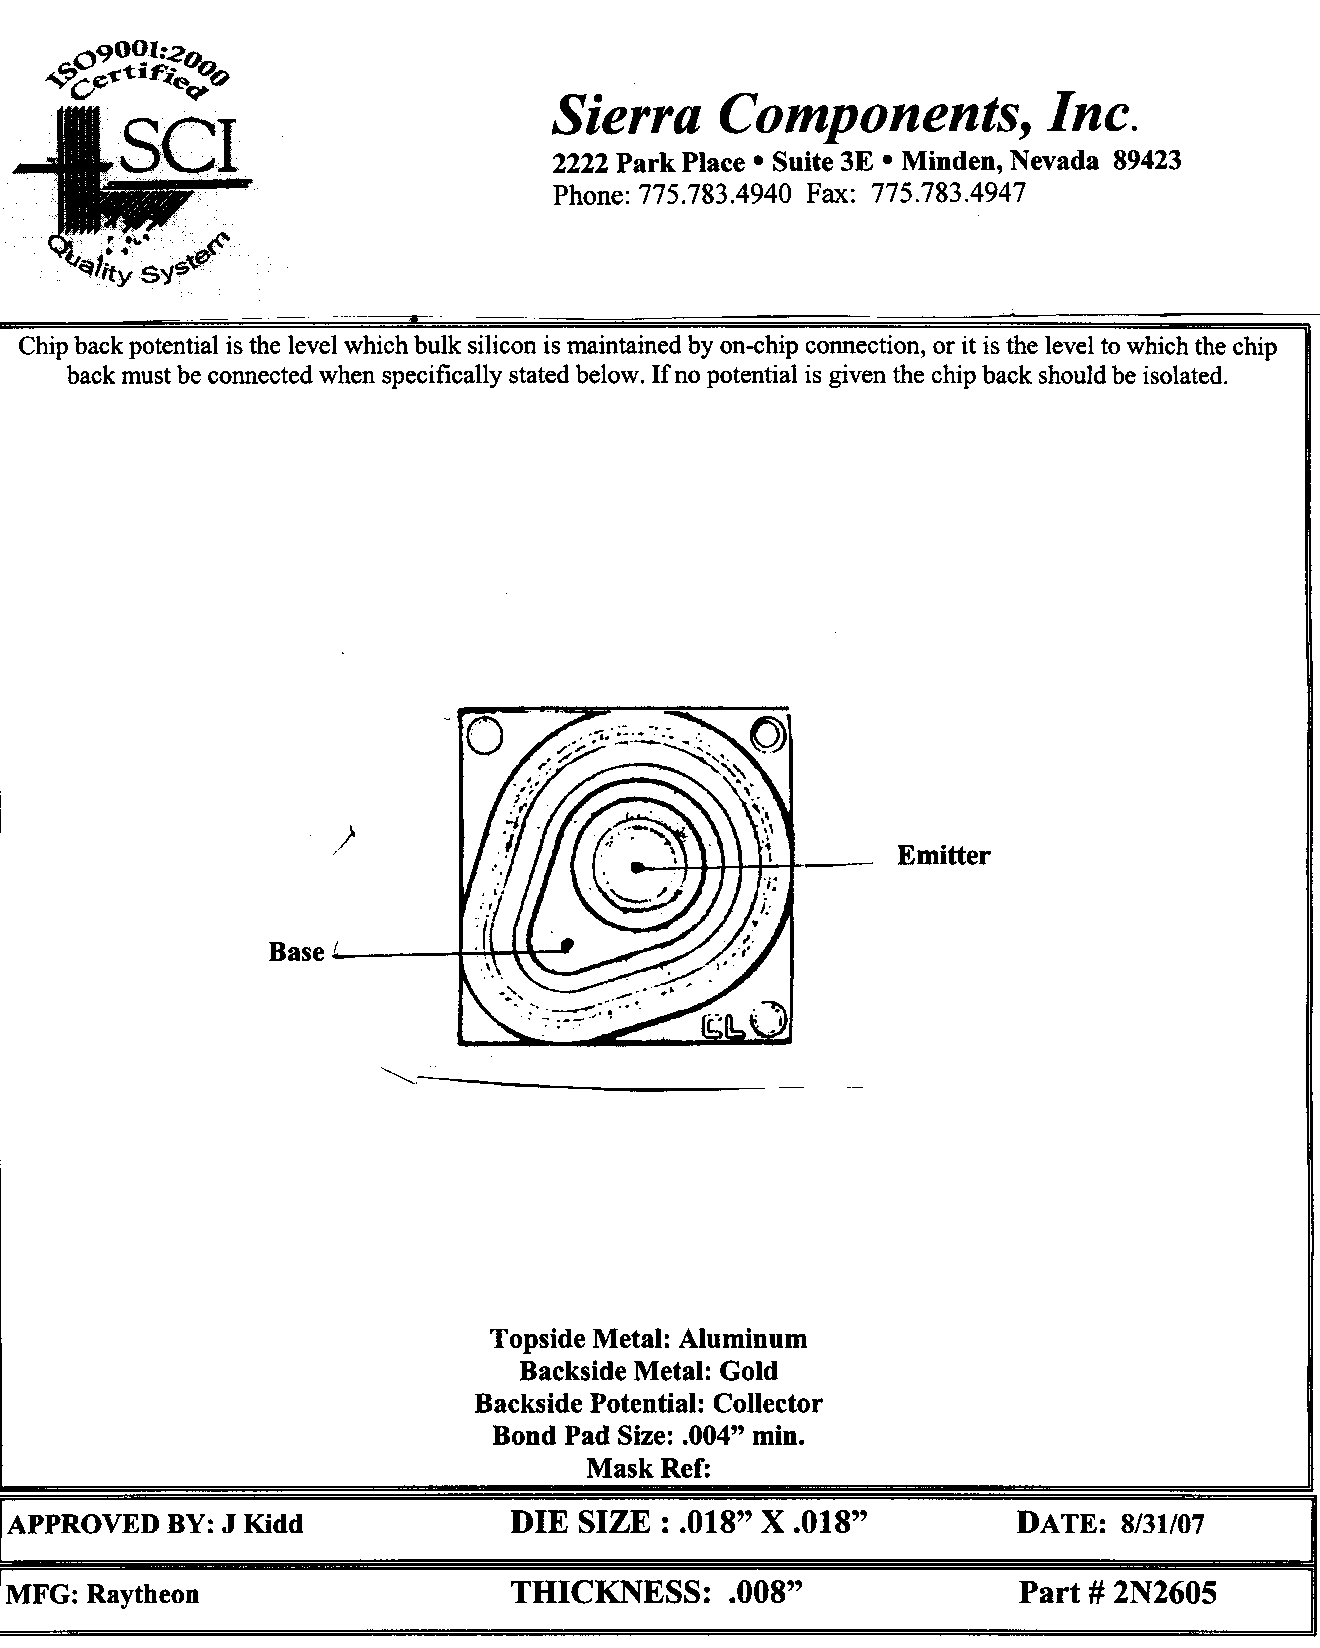 ISO9001:2000
Certified
SCI
Quality System
Sierra Components, Inc.
2222 Park Place • Suite 3E • Minden, Nevada 89423
Phone: 775.783.4940 Fax: 775.783.4947
Chip back potential is the level which bulk silicon is maintained by on-chip connection, or it is the level to which the chip
back must be connected when specifically stated below. If no potential is given the chip back should be isolated.
Emitter
Base
CL
Topside Metal: Aluminum
Backside Metal: Gold
Backside Potential: Collector
Bond Pad Size: .004” min.
Mask Ref:
APPROVED BY: J Kidd DIE SIZE : .018” X .018” DATE: 8/31/07
MFG: Raytheon THICKNESS: .008” Part # 2N2605